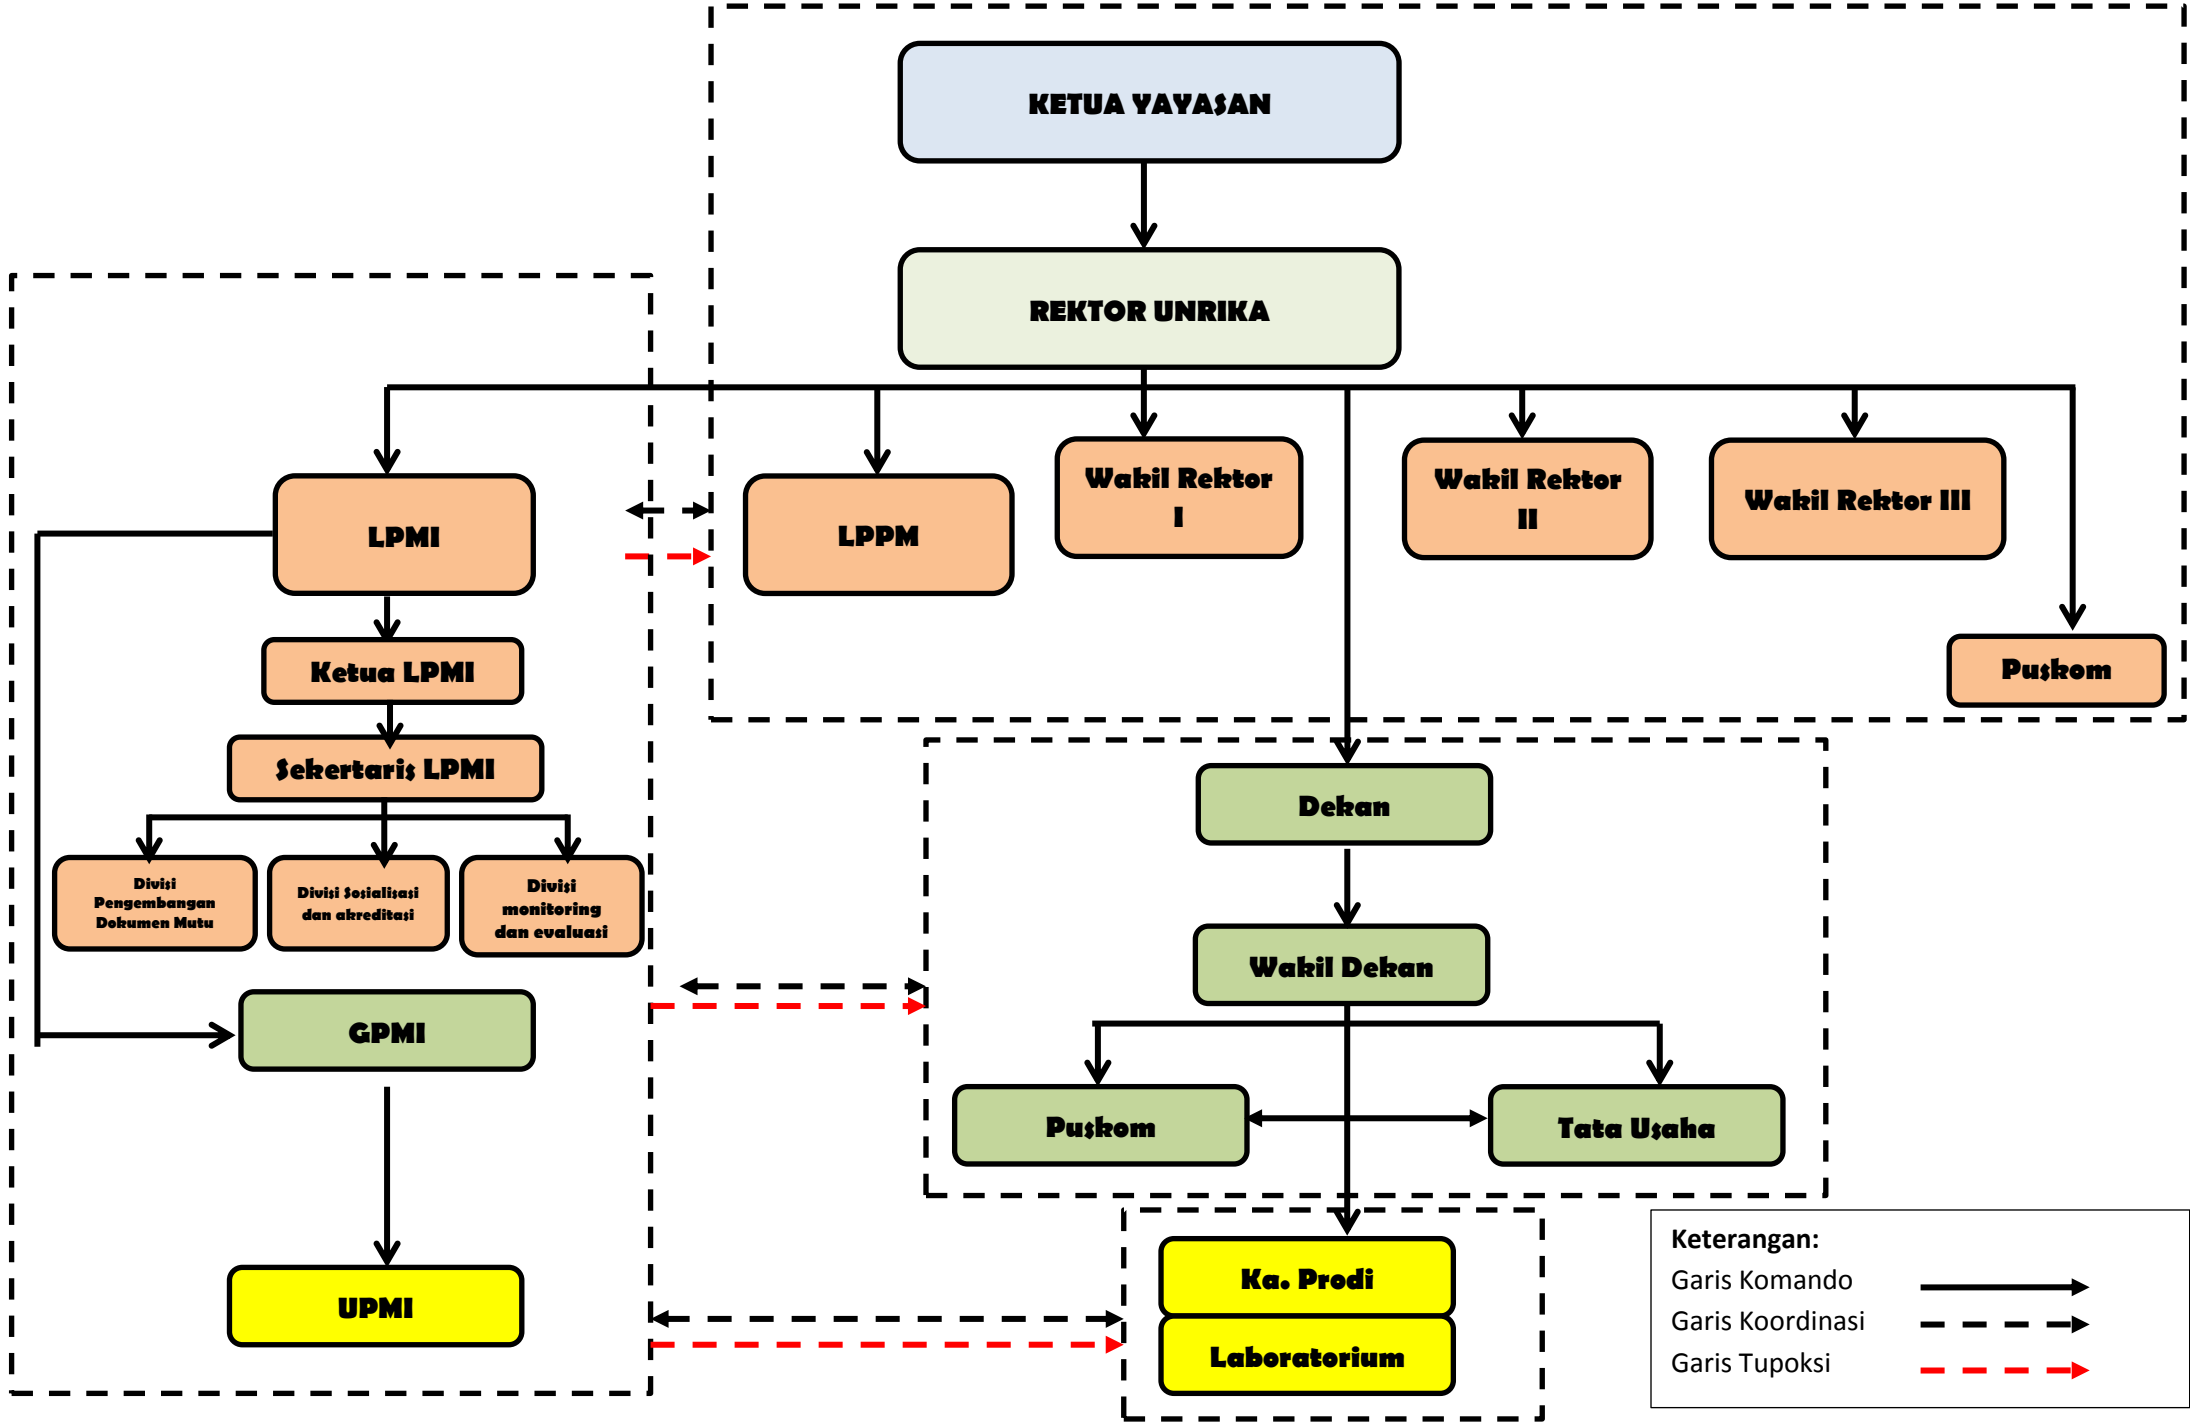 KETUA YAYASAN
REKTOR UNRIKA
LPMI
LPPM
Wakil Rektor
I
Wakil Rektor
II
Wakil Rektor III
Puskom
Ketua LPMI
Sekertaris LPMI
Divisi
Pengembangan
Dokumen Mutu
Divisi Sosialisasi
dan akreditasi
Divisi
monitoring
dan evaluasi
GPMI
UPMI
Dekan
Wakil Dekan
Puskom
Tata Usaha
Ka. Prodi
Laboratorium
Keterangan:
Garis Komando
Garis Koordinasi
Garis Tupoksi